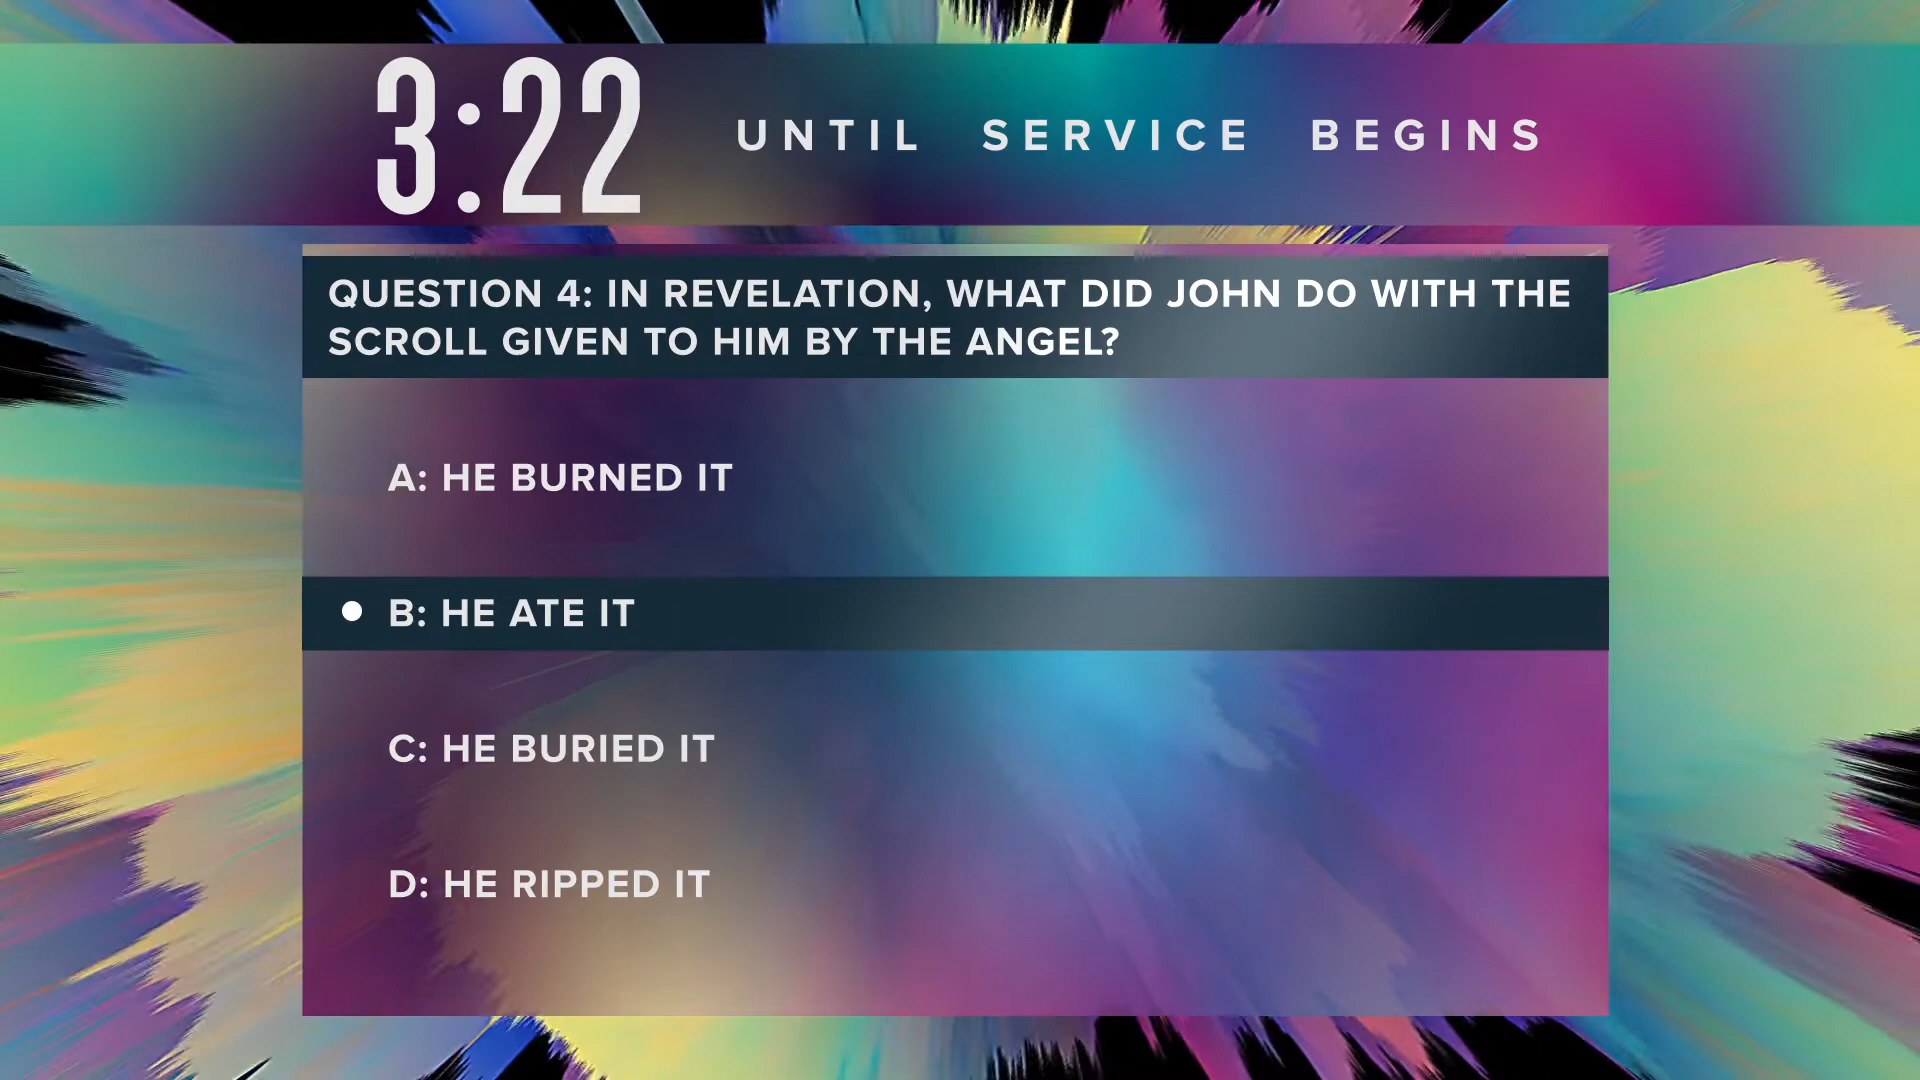 3:22 UNTIL SERVICE BEGINS
QUESTION 4: IN REVELATION, WHAT DID JOHN DO WITH THE
SCROLL GIVEN TO HIM BY THE ANGEL?
A: HE BURNED IT
B: HE ATE IT
C: HE BURIED IT
D: HE RIPPED IT